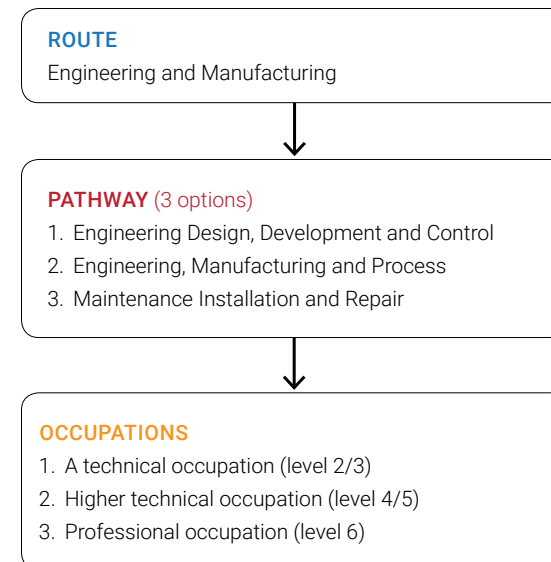 ROUTE
Engineering and Manufacturing
PATHWAY (3 options)
1. Engineering Design, Development and Control
2. Engineering, Manufacturing and Process
3. Maintenance Installation and Repair
OCCUPATIONS
1. A technical occupation (level 2/3)
2. Higher technical occupation (level 4/5)
3. Professional occupation (level 6)